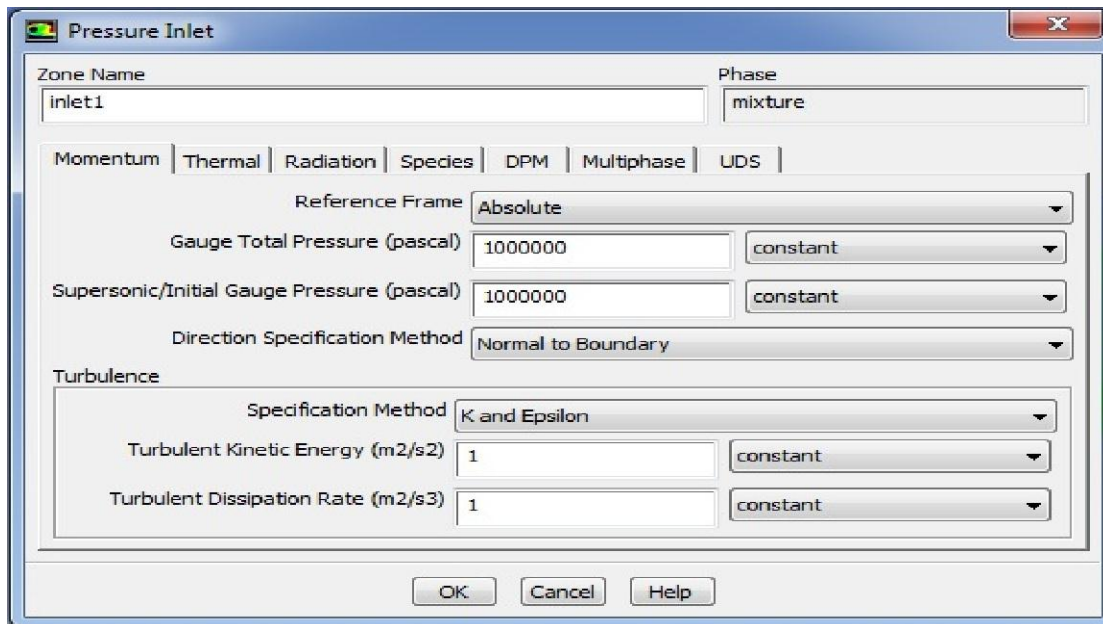 Pressure Inlet
Zone Name Phase
inlet1 mixture
Momentum Thermal Radiation Species DPM Multiphase UDS
Reference Frame Absolute
Gauge Total Pressure (pascal) 1000000 constant
Supersonic/Initial Gauge Pressure (pascal) 1000000 constant
Direction Specification Method Normal to Boundary
Turbulence
Specification Method K and Epsilon
Turbulent Kinetic Energy (m2/s2) 1 constant
Turbulent Dissipation Rate (m2/s3) 1 constant
OK Cancel Help